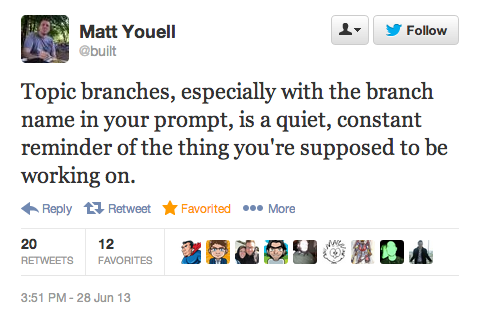 Matt Youell
@built
Follow
Topic branches, especially with the branch
name in your prompt, is a quiet, constant
reminder of the thing you're supposed to be
working on.
Reply Retweet Favorited ••• More
20 12
RETWEETS FAVORITES
3:51 PM - 28 Jun 13